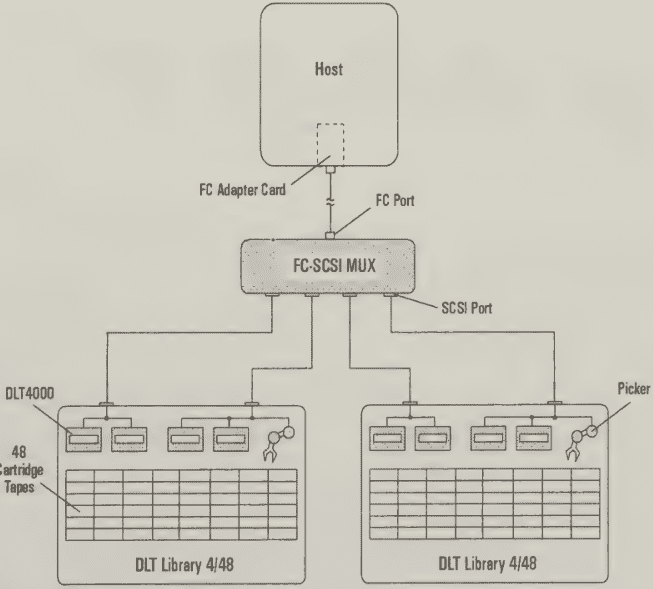 Host
FC Adapter Card
FC Port
FC-SCSI MUX
SCSI Port
DLT4000
Picker
48
Cartridge
Tapes
DLT Library 4/48
DLT Library 4/48